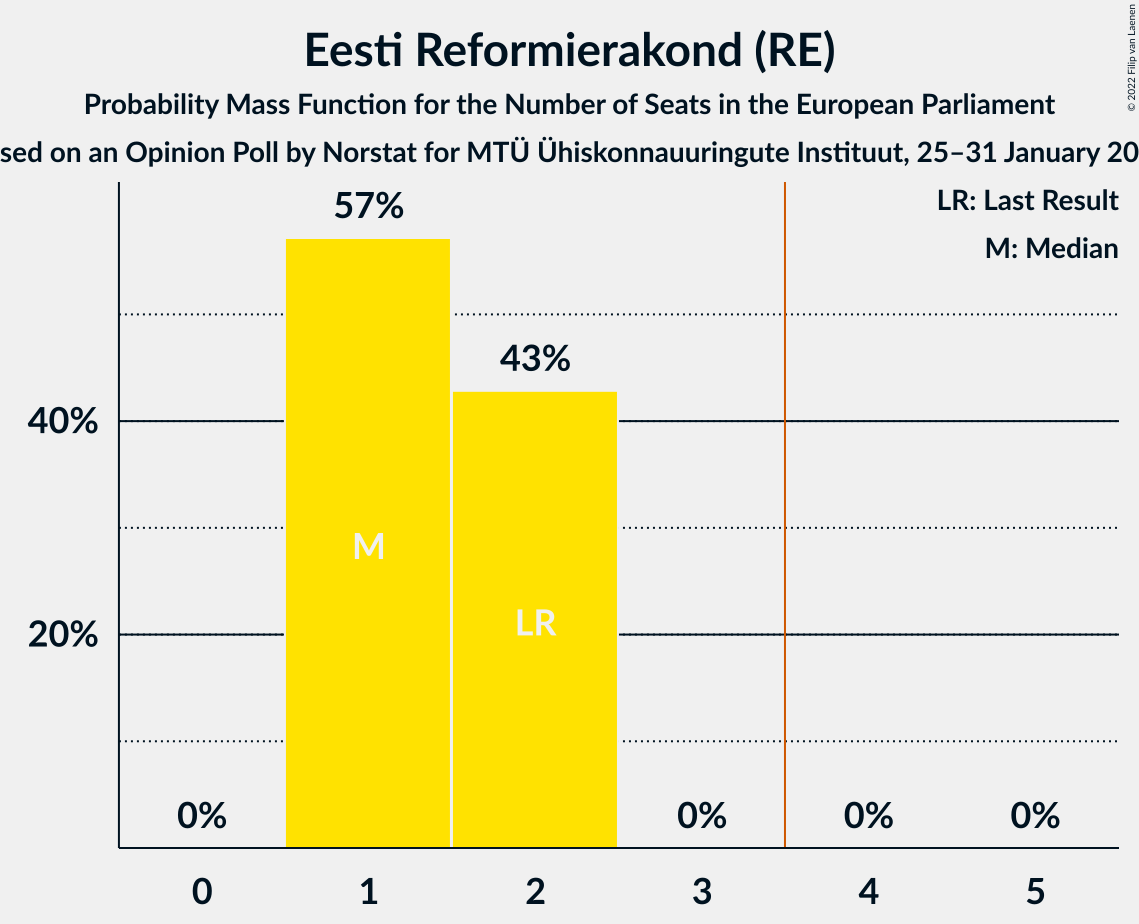 Eesti Reformierakond (RE)
Probability Mass Function for the Number of Seats in the European Parliament
sed on an Opinion Poll by Norstat for MTÜ Ühiskonnauuringute Instituut, 25–31 January 20
© 2022 Filip van Laenen
LR: Last Result
M: Median
57%
43%
40%
20%
M
LR
0%
0%
0%
0%
0
1
2
3
4
5